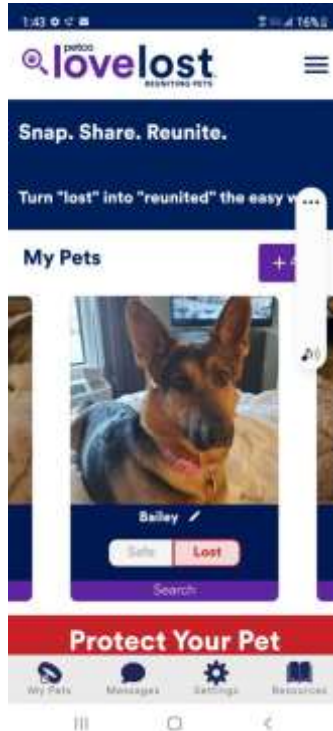 1:43
16%
petco
lovelost
REUNITING PETS
Snap. Share. Reunite.
Turn "lost" into "reunited" the easy w
My Pets
+
Bailey
Safe Lost
Search
Protect Your Pet
My Pets Messages Settings Resources